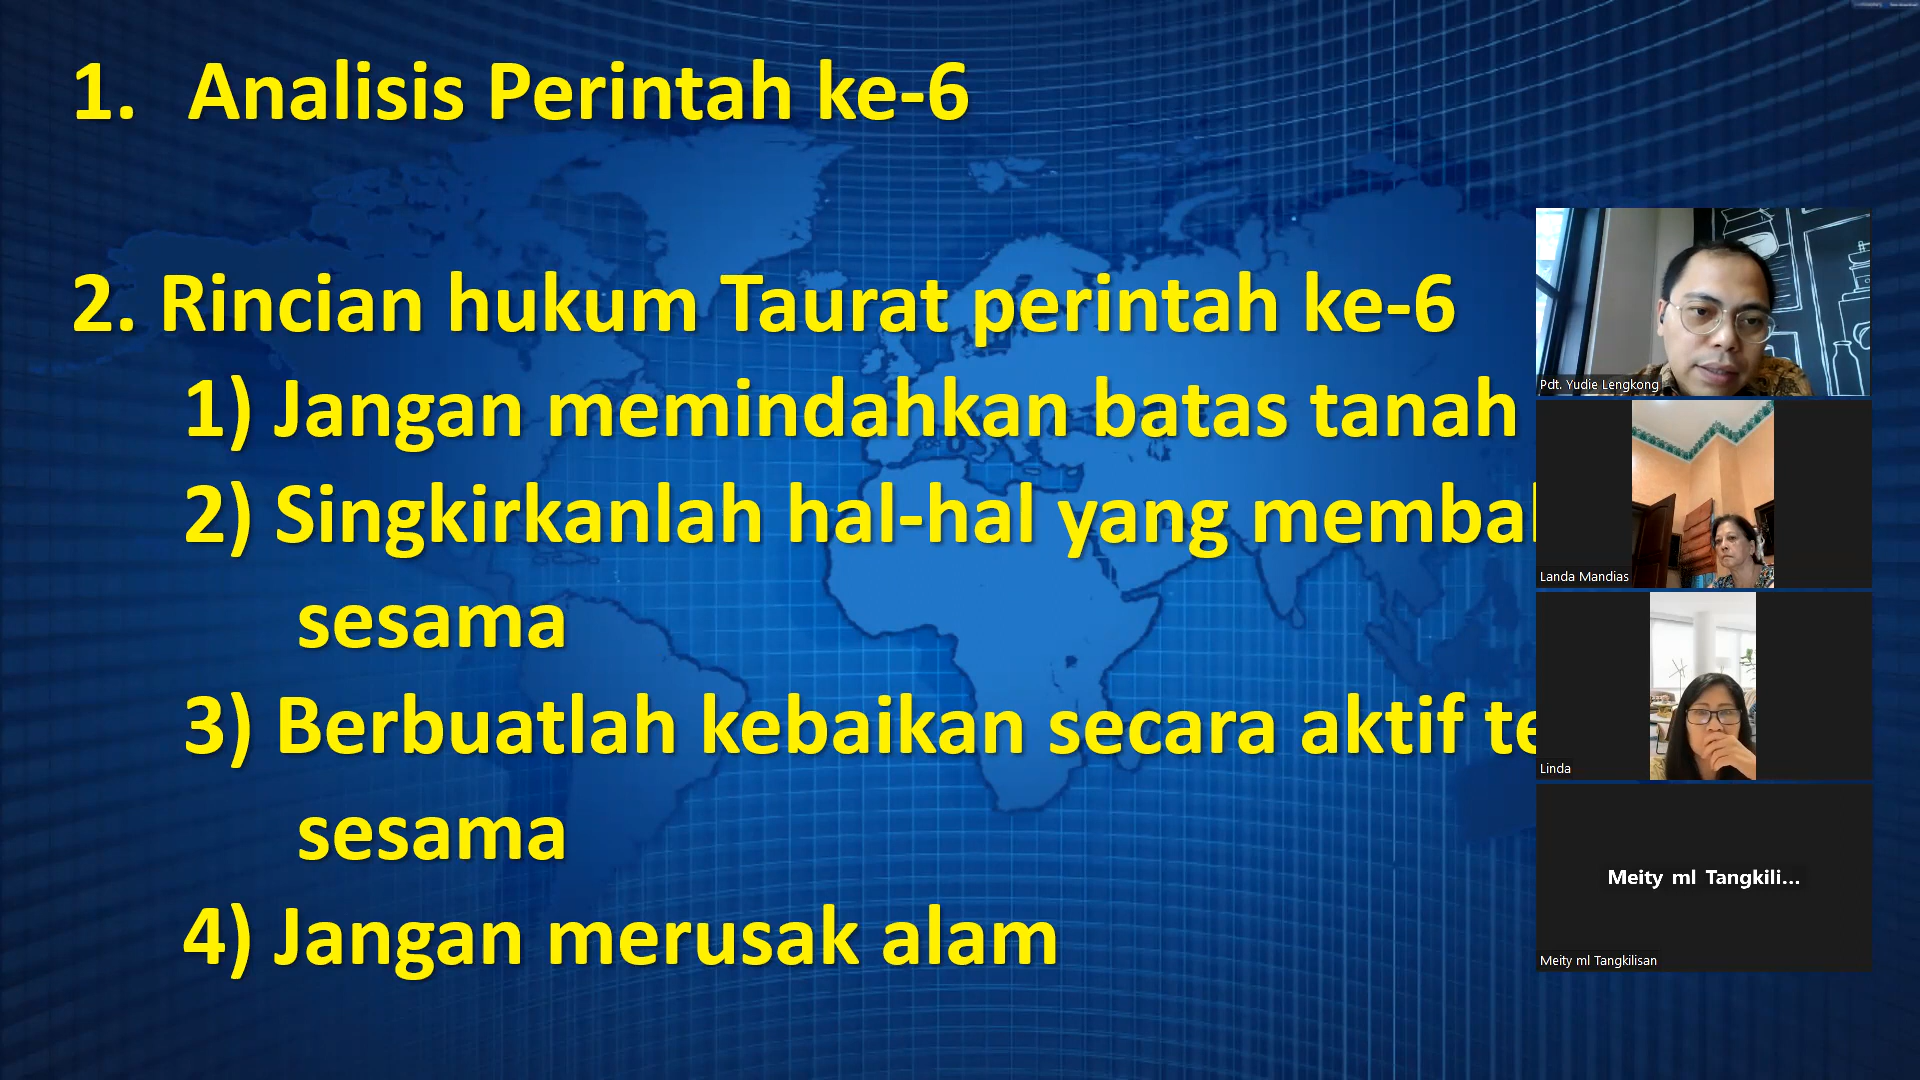 1. Analisis Perintah ke-6
2. Rincian hukum Taurat perintah ke-6
1) Jangan memindahkan batas tanah
2) Singkirkanlah hal-hal yang
sesama
3) Berbuatlah kebaikan secara aktif
sesama
4) Jangan merusak alam
Pdt. Yudie Lengkong
Landa Mandias
Linda
Meity ml Tangkili...
Meity ml Tangkilisan